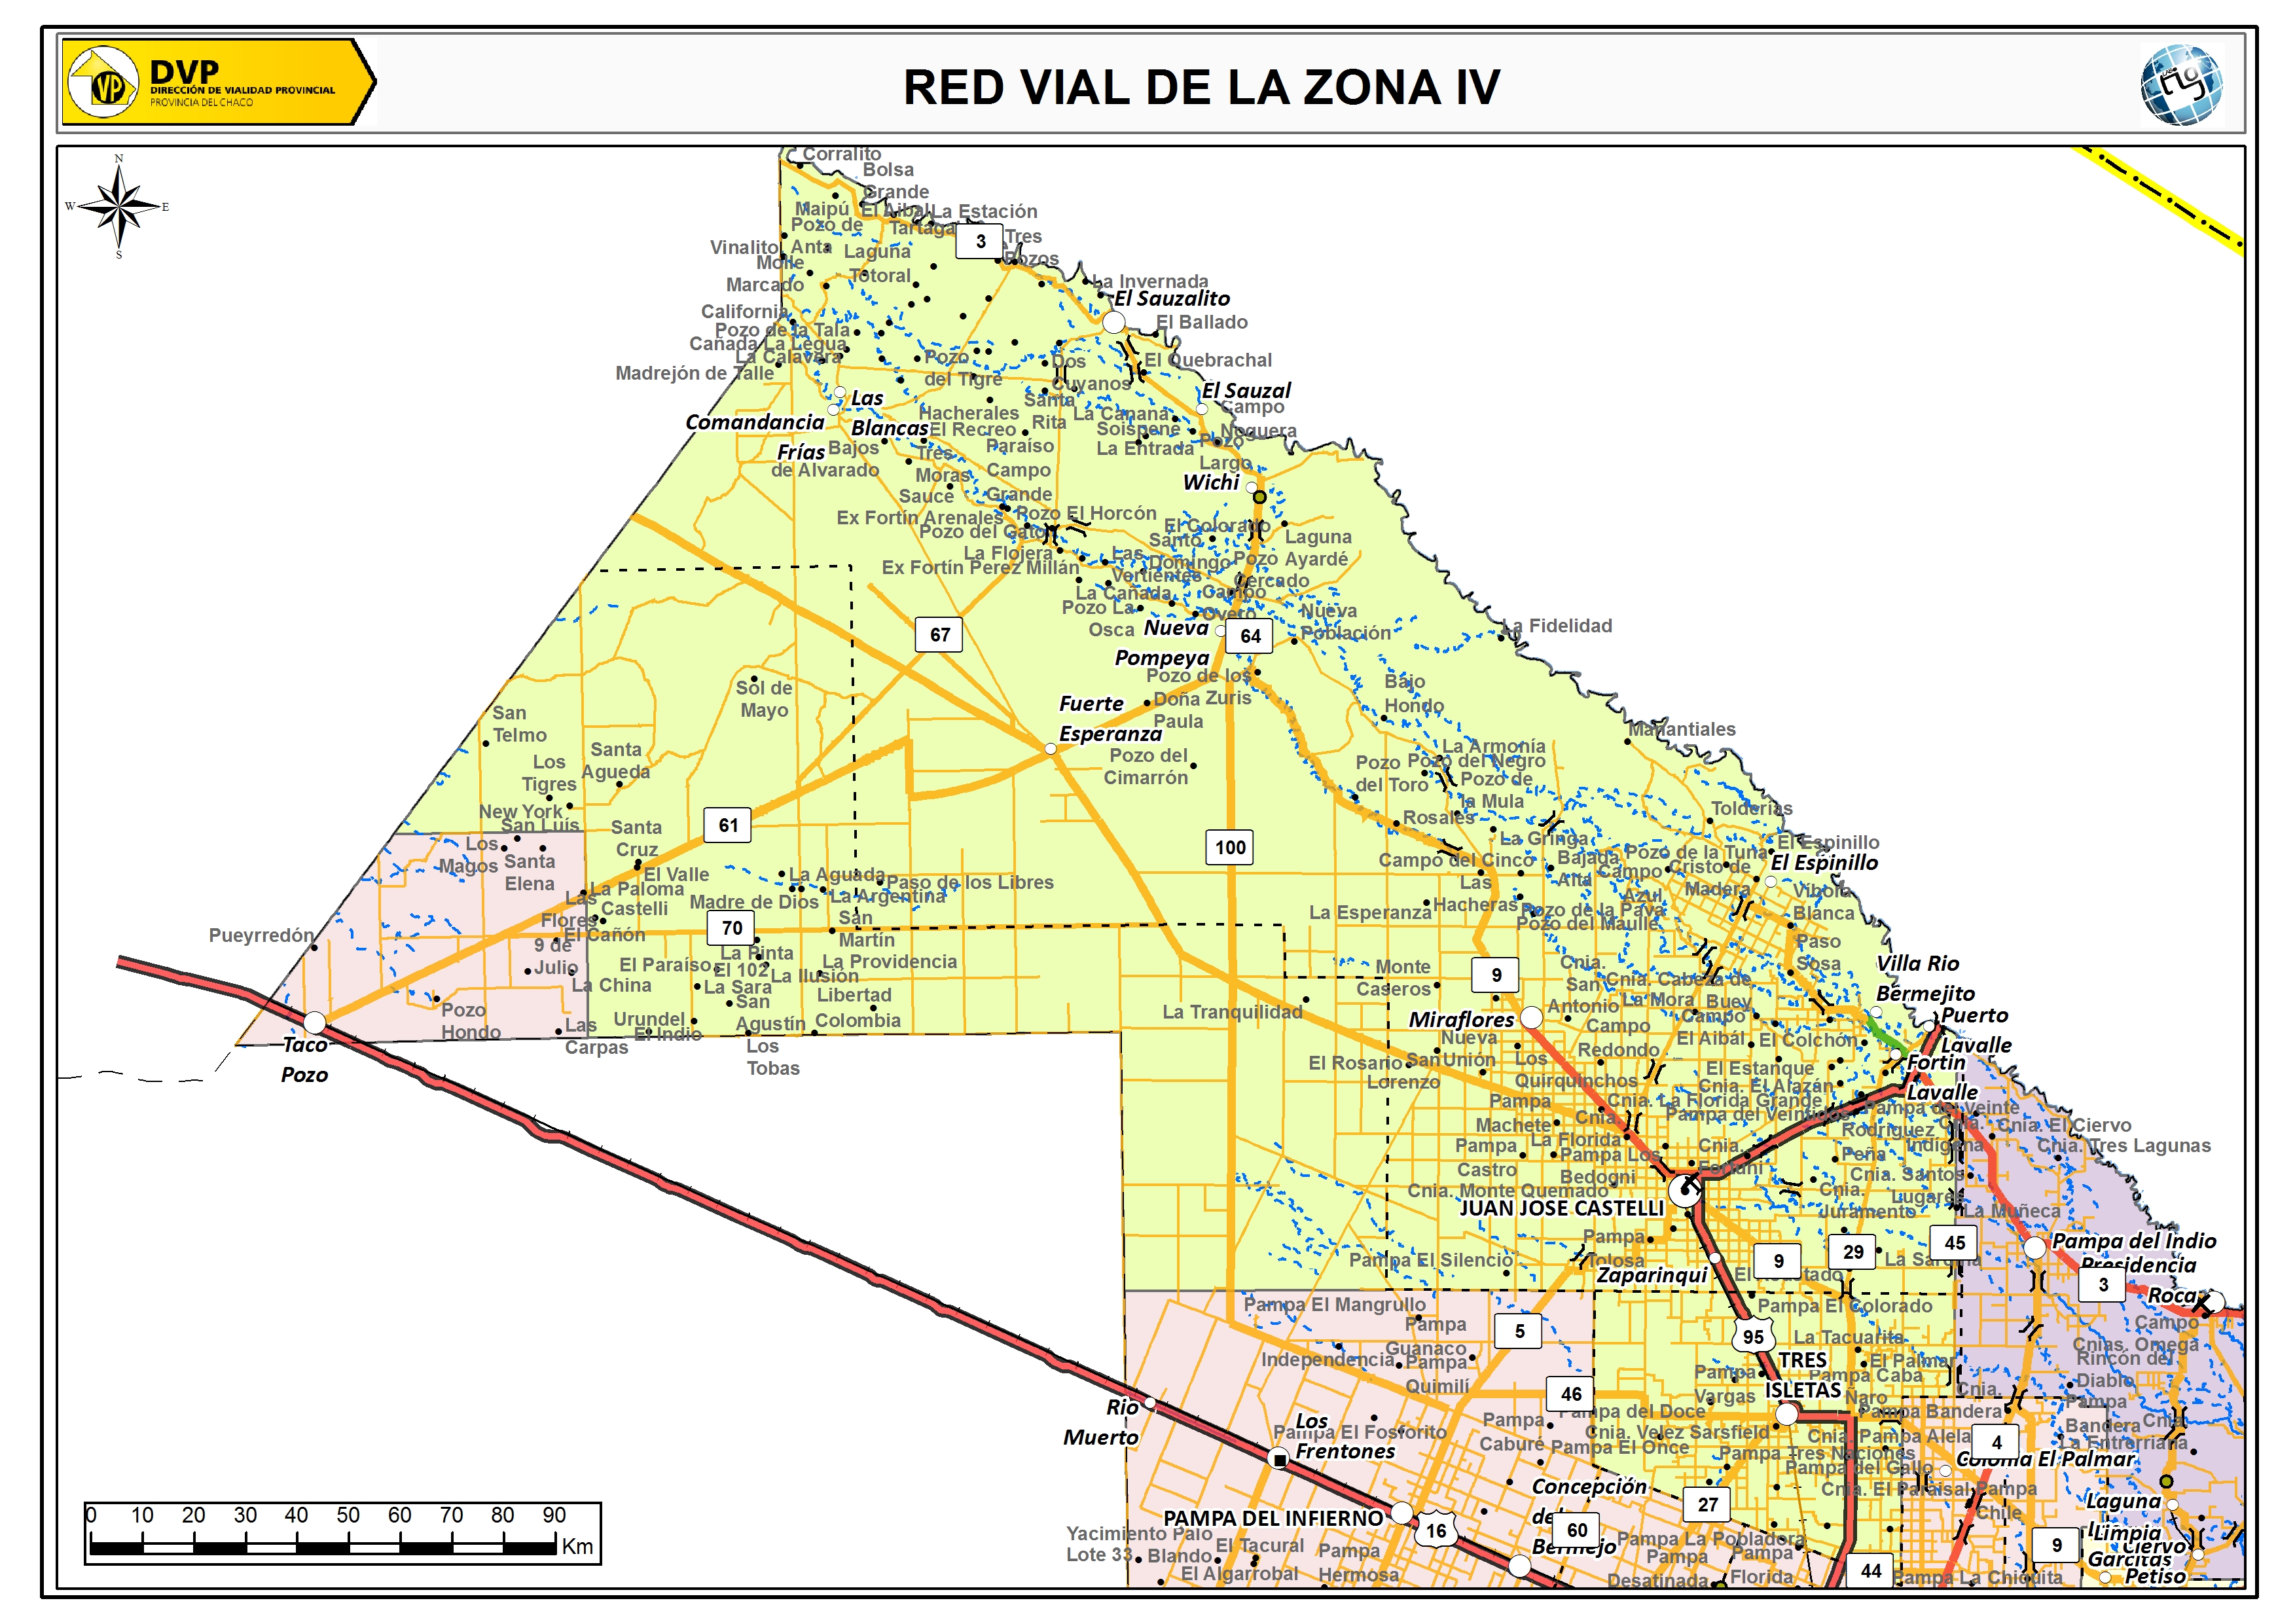 DVP
DIRECCIÓN DE VIALIDAD PROVINCIAL
PROVINCIA DEL CHACO
VP
RED VIAL DE LA ZONA IV
N
W
E
S
Corralito
Bolsa
Grande
Maipú
El Aibal
La Estación
Pozo de
Anta
3
Tres
Pozos
Vinalito
Laguna
Totoral
Molle
Marcado
La Invernada
El Sauzalito
California
El Ballado
Pozo de la Tala
Cañada La Legua
La Calavera
Pozo
del Tigre
Dos
Cuyanos
El Quebrachal
Madrejón de Talle
El Sauzal
Las
Blancas
Comandancia
Frías
Hacherales
El Recreo
Santa
Rita
La Canana
Soispene
La Entrada
Campo
Noguera
Bajos
de Alvarado
Tres
Moras
Paraíso
Campo
Grande
Pozo
Largo
Wichi
Sauce
Ex Fortín Arenales
Pozo El Horcón
Pozo del Gato
El Colorado
Santo
Domingo
Laguna
Ayardé
La Flojera
Ex Fortín Perez Millán
Las
Vertientes
Pozo
Cercado
La Cañada
Campo
Overo
Pozo La
Osca
Nueva
Población
La Fidelidad
67
Nueva
Pompeya
64
Pozo de los
Zuris
Sol de
Mayo
Fuerte
Esperanza
Doña
Paula
Bajo
Hondo
San
Telmo
Manantiales
Los
Tigres
Santa
Agueda
Pozo del
Cimarrón
La Armonía
Pozo del Negro
Pozo
del Toro
Pozo de
la Mula
New York
San Luís
Tolderías
61
Santa
Cruz
Rosales
La Gringa
100
Los
Magos
Santa
Elena
Campo del Cinco
Bajada
Alta
Pozo de la Tuna
El Espinillo
El Espinillo
El Valle
La Aguada
Paso de los Libres
Las
Hacheras
Campo
Azul
Cristo de
Madera
La Paloma
Castelli
Madre de Dios
La Argentina
Vibora
Blanca
Las
Flores
La Esperanza
Pozo de la Pava
Pozo del Maulle
70
San
Martín
Pueyrredón
El Cañón
9 de
Julio
La Pinta
La Providencia
Paso
Sosa
El Paraíso
El 102
La Ilusión
Monte
Caseros
9
Cnia.
San
Antonio
Cnia. Cabeza de
Buey
Villa Rio
Bermejito
La China
La Sara
Libertad
La Tranquilidad
La Mora
Pozo
Hondo
San
Agustín
Colombia
Miraflores
Campo
Redondo
Campo
El Aibál
El Colchón
Puerto
Lavalle
Taco
Pozo
Las
Carpas
Urundel
El Indio
Los
Tobas
Nueva
Unión
El Rosario
San
Lorenzo
Los
Quirquinchos
El Estanque
Cnia. El Alazán
Fortin
Lavalle
Pampa
Machete
Cnia. La Florida Grande
Pampa del Veintidos
Pampa del Veinte
Cnia. El Ciervo
Cnia.
La Florida
Rodríguez
Peña
Cnia.
Indígena
Cnia. Tres Lagunas
Pampa
Castro
Pampa Los
Bedogni
Cnia.
Fortuni
Cnia. Santos
Lugares
Cnia. Monte Quemado
Cnia.
Juramento
JUAN JOSE CASTELLI
La Muñeca
Pampa
Tolosa
Pampa El Silencio
Zaparinqui
9
29
45
Pampa del Indio
Presidencia
Roca
3
Pampa El Mangrullo
Pampa
Guanaco
5
Pampa El Colorado
95
La Tacuarita
Campo
Cnias. Omega
Independencia
Pampa
Quimilí
TRES
ISLETAS
El Palmar
Rincón del
Diablo
46
Pampa
Vargas
Pampa Caba
Ñaro
Cnia.
Pampa Bandera
Pampa
Bandera
Rio
Muerto
Los
Frentones
Pampa El Fosforito
Pampa
Caburé
Pampa del Doce
Cnia. Velez Sarsfield
Pampa El Once
Cnia. Pampa Alela
4
Cnia
La Entrerriana
Pampa Tres Naciones
Pampa del Gallo
Colonia El Palmar
0 10 20 30 40 50 60 70 80 90
Km
Concepción
del
Bermejo
27
Cnia. El Paraisal
Pampa
Chile
Laguna
Limpia
PAMPA DEL INFIERNO
16
60
Pampa La Pobladora
9
Ciervo
Petiso
Garcitas
Yacimiento Palo
Blando
Lote 33
El Tacural
Pampa
Hermosa
Pampa
Desatinada
Pampa
Florida
El Algarrobal
44
Pampa La Chiquita